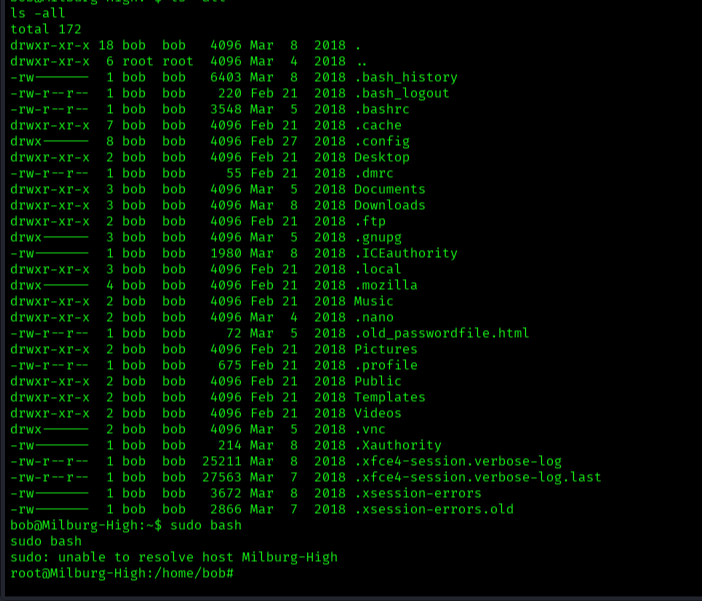 ls -all
total 172
drwxr-xr-x 18 bob  bob   4096 Mar  8  2018 .
drwxr-xr-x  6 root root  4096 Mar  4  2018 ..
-rw-------  1 bob  bob   6403 Mar  8  2018 .bash_history
-rw-r--r--  1 bob  bob    220 Feb 21  2018 .bash_logout
-rw-r--r--  1 bob  bob   3548 Mar  5  2018 .bashrc
drwxr-xr-x  7 bob  bob   4096 Feb 21  2018 .cache
drwx------  8 bob  bob   4096 Feb 27  2018 .config
drwxr-xr-x  2 bob  bob   4096 Feb 21  2018 Desktop
-rw-r--r--  1 bob  bob     55 Feb 21  2018 .dmrc
drwxr-xr-x  3 bob  bob   4096 Mar  5  2018 Documents
drwxr-xr-x  3 bob  bob   4096 Mar  8  2018 Downloads
drwxr-xr-x  2 bob  bob   4096 Feb 21  2018 .ftp
drwx------  3 bob  bob   4096 Mar  5  2018 .gnupg
-rw-------  1 bob  bob   1980 Mar  8  2018 .ICEauthority
drwxr-xr-x  3 bob  bob   4096 Feb 21  2018 .local
drwx------  4 bob  bob   4096 Feb 21  2018 .mozilla
drwxr-xr-x  2 bob  bob   4096 Feb 21  2018 Music
drwxr-xr-x  2 bob  bob   4096 Mar  4  2018 .nano
-rw-r--r--  1 bob  bob     72 Mar  5  2018 .old_passwordfile.html
drwxr-xr-x  2 bob  bob   4096 Feb 21  2018 Pictures
-rw-r--r--  1 bob  bob    675 Feb 21  2018 .profile
drwxr-xr-x  2 bob  bob   4096 Feb 21  2018 Public
drwxr-xr-x  2 bob  bob   4096 Feb 21  2018 Templates
drwxr-xr-x  2 bob  bob   4096 Feb 21  2018 Videos
drwx------  2 bob  bob   4096 Mar  5  2018 .vnc
-rw-------  1 bob  bob    214 Mar  8  2018 .Xauthority
-rw-r--r--  1 bob  bob  25211 Mar  8  2018 .xfce4-session.verbose-log
-rw-r--r--  1 bob  bob  27563 Mar  7  2018 .xfce4-session.verbose-log.last
-rw-------  1 bob  bob   3672 Mar  8  2018 .xsession-errors
-rw-------  1 bob  bob   2866 Mar  7  2018 .xsession-errors.old
bob@Milburg-High:~$ sudo bash
sudo bash
sudo: unable to resolve host Milburg-High
root@Milburg-High:/home/bob#